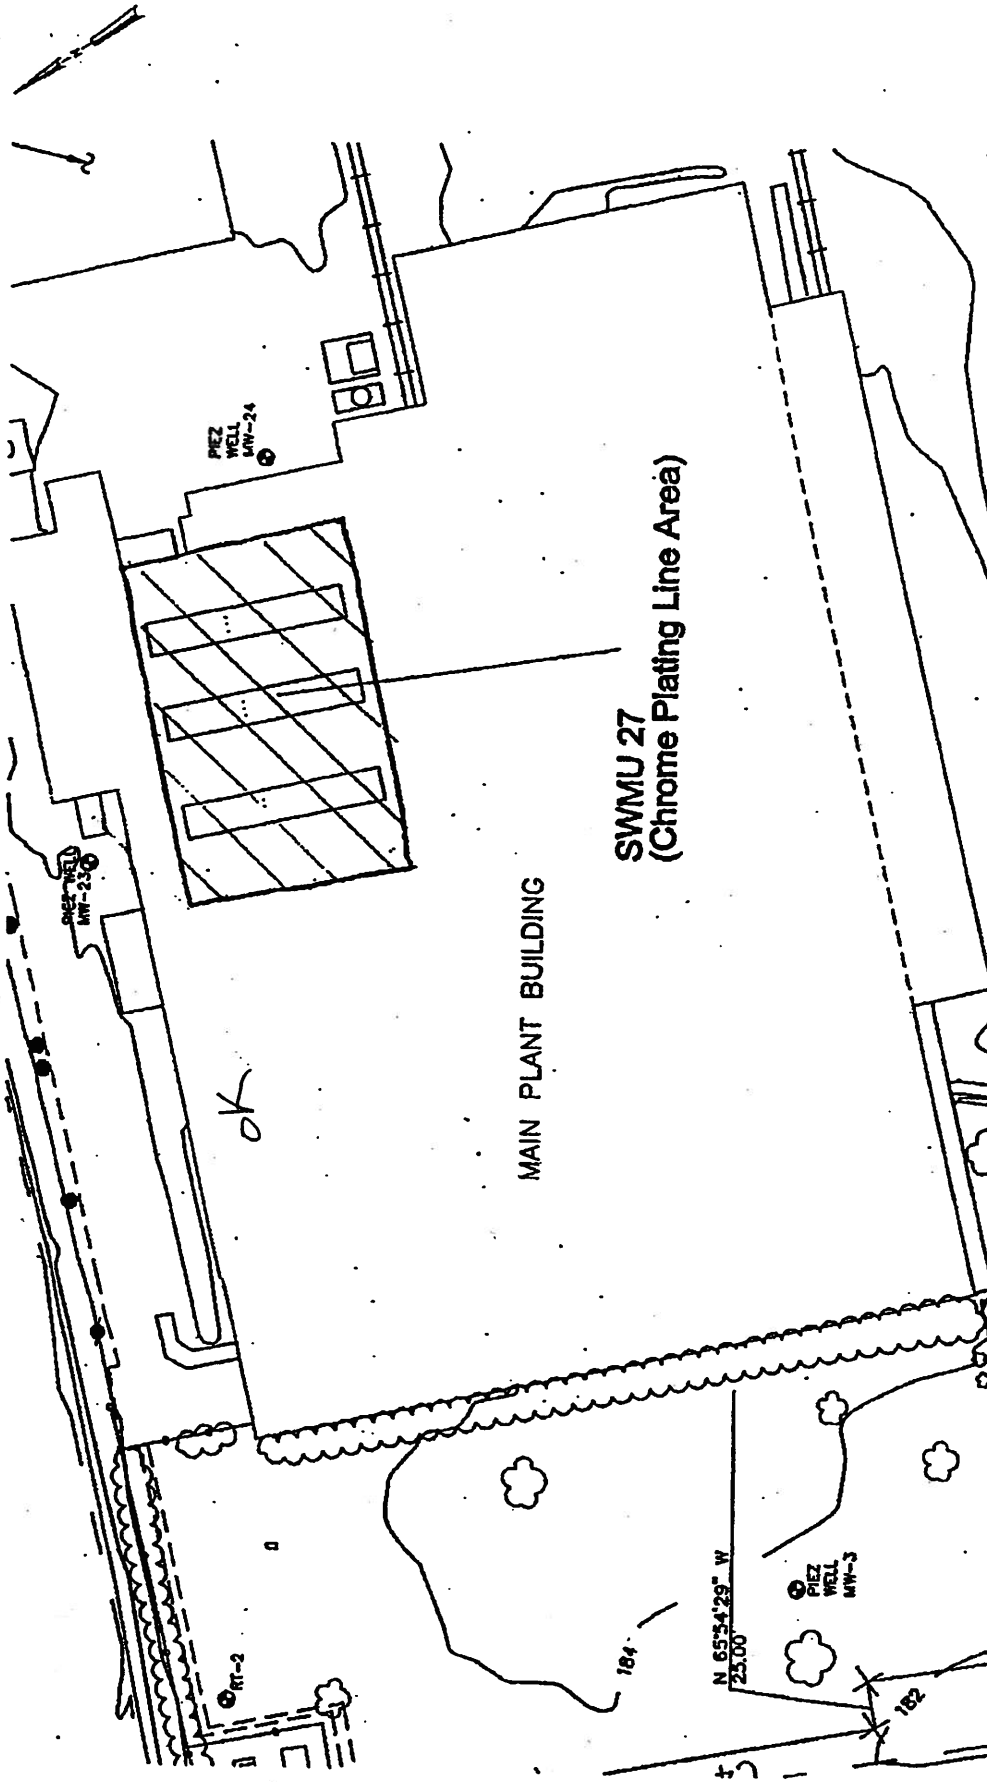 N
PIEZ
WELL
MW-24
SWMU 27
(Chrome Plating Line Area)
PIEZ WELL
MW-23
MAIN PLANT BUILDING
OK
N 65°54'29" W
25.00'
PIEZ
WELL
MW-3
184
182
RT-2